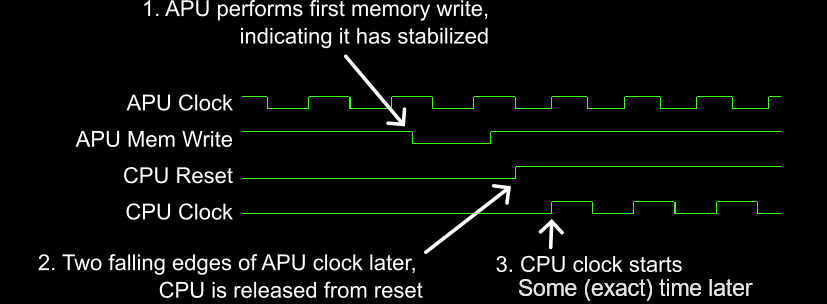 1. APU performs first memory write,
indicating it has stabilized
APU Clock
APU Mem Write
CPU Reset
CPU Clock
2. Two falling edges of APU clock later,
CPU is released from reset
3. CPU clock starts
Some (exact) time later